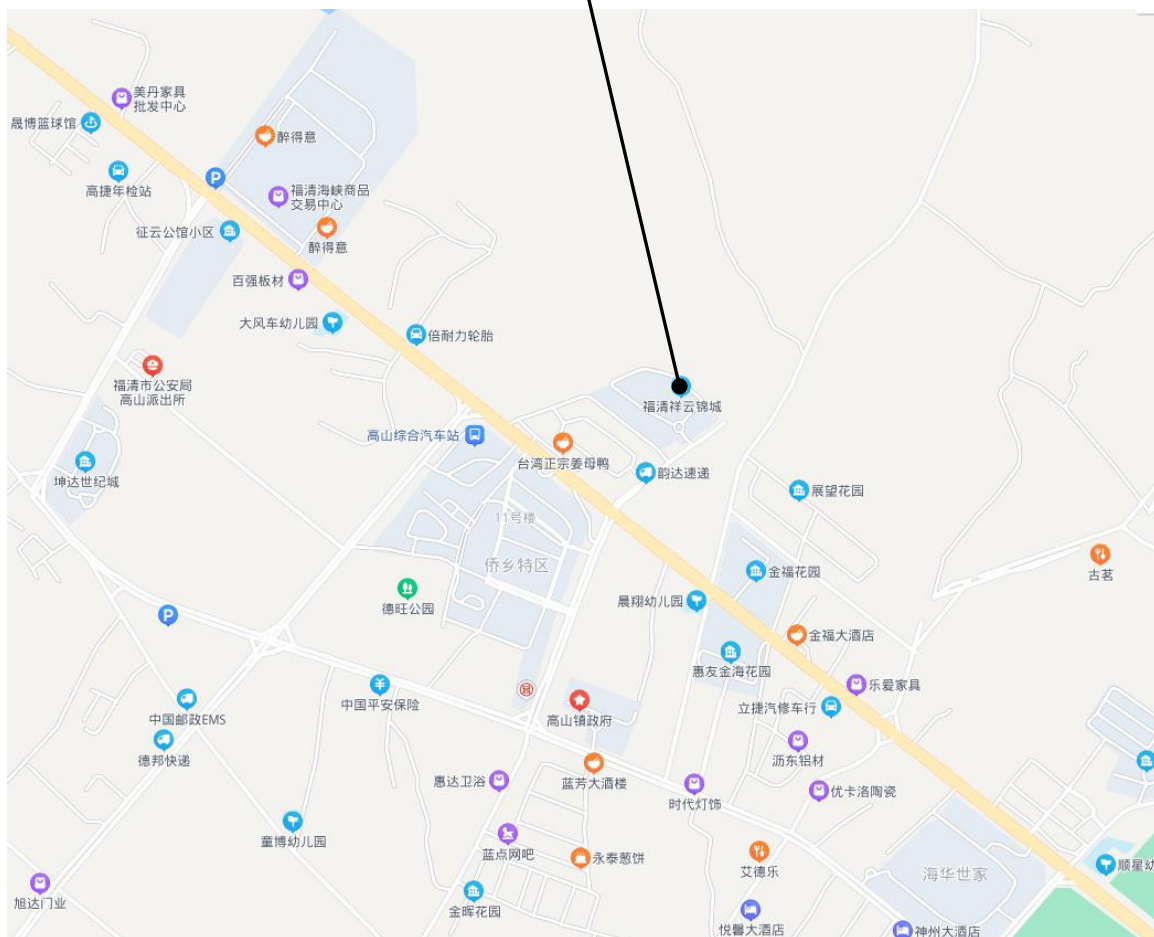 美丹家具
批发中心
晟博篮球馆
醉得意
高捷年检站
P
福清海峡商品
交易中心
征云公馆小区
醉得意
百强板材
大风车幼儿园
倍耐力轮胎
福清市公安局
高山派出所
福清祥云锦城
高山综合汽车站
台湾正宗姜母鸭
坤达世纪城
韵达速递
展望花园
11号楼
侨乡特区
古茗
金福花园
德旺公园
晨翔幼儿园
P
金福大酒店
惠友金海花园
乐爱家具
中国平安保险
立捷汽修车行
中国邮政EMS
高山镇政府
德邦快递
沥东铝材
惠达卫浴
蓝芳大酒楼
时代灯饰
优卡洛陶瓷
童博幼儿园
蓝点网吧
永泰葱饼
艾德乐
海华世家
顺星幼
旭达门业
金晖花园
悦馨大酒店
神州大酒店